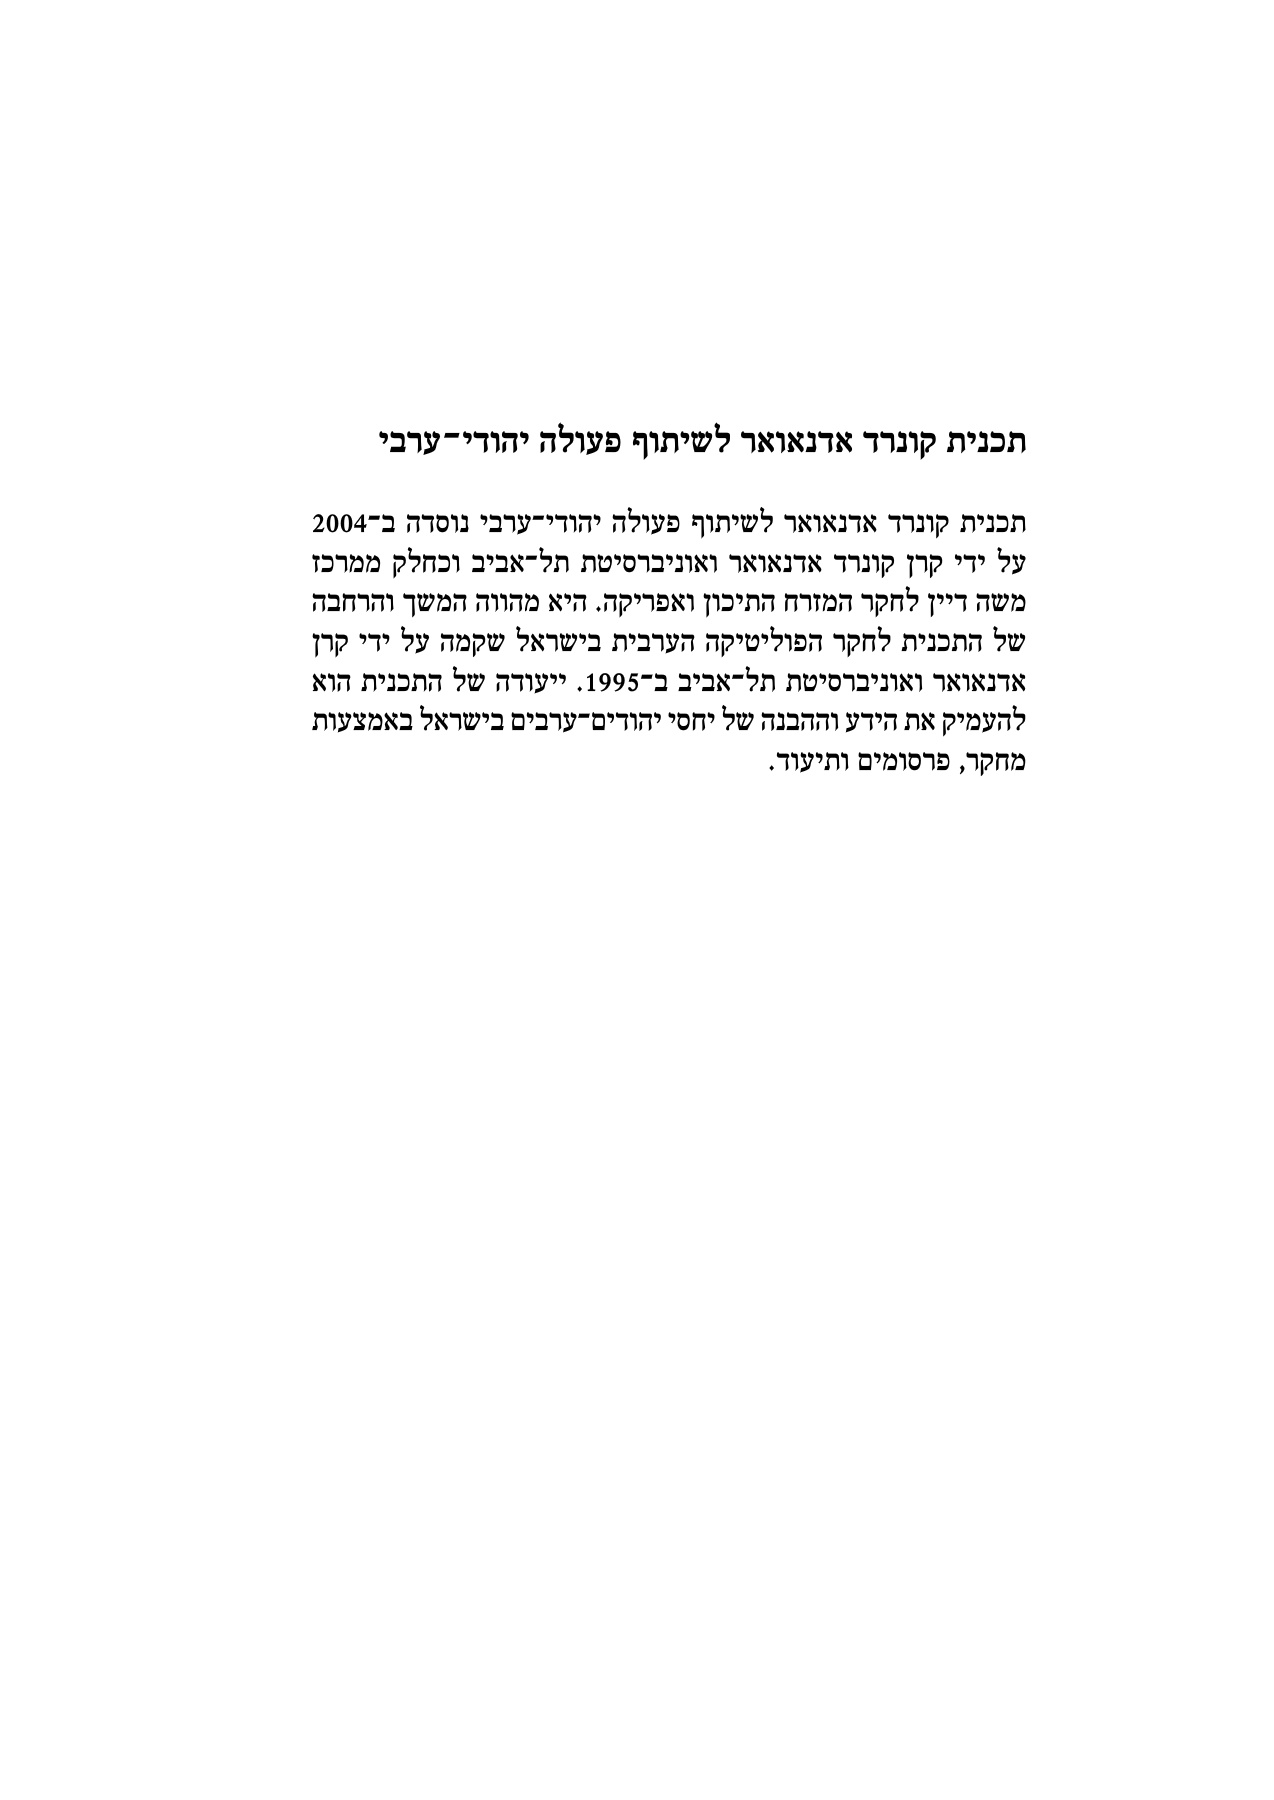 תכנית קונרד אדנאואר לשיתוף פעולה יהודי־ערבי
תכנית קונרד אדנאואר לשיתוף פעולה יהודי־ערבי נוסדה ב־2004
על ידי קרן קונרד אדנאואר ואוניברסיטת תל־אביב וכחלק ממרכז
משה דיין לחקר המזרח התיכון ואפריקה. היא מהווה המשך והרחבה
של התכנית לחקר הפוליטיקה הערבית בישראל שקמה על ידי קרן
אדנאואר ואוניברסיטת תל־אביב ב־1995. ייעודה של התכנית הוא
להעמיק את הידע וההבנה של יחסי יהודים־ערבים בישראל באמצעות
מחקר, פרסומים ותיעוד.